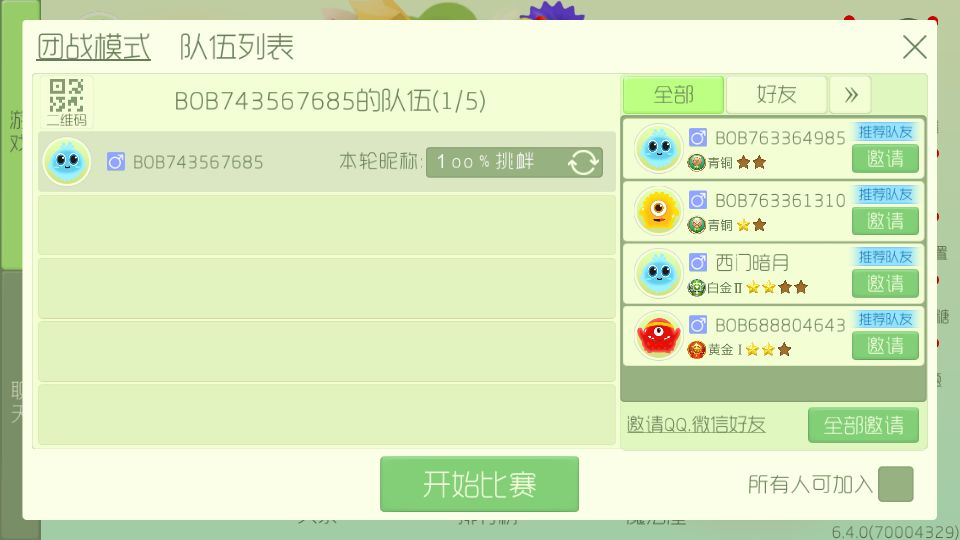 团战模式 队伍列表
二维码
BOB743567685的队伍(1/5)
全部 好友 »
BOB743567685 本轮昵称: 1oo%挑衅
BOB763364985 推荐队友
青铜 邀请
BOB763361310 推荐队友
青铜 邀请
西门暗月 推荐队友
白金II 邀请
BOB688804643 推荐队友
黄金I 邀请
邀请QQ.微信好友 全部邀请
开始比赛 所有人可加入
6.4.0(70004329)